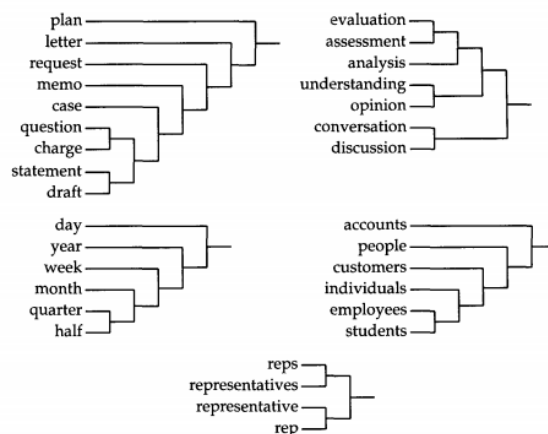 plan
letter
request
memo
case
question
charge
statement
draft
evaluation
assessment
analysis
understanding
opinion
conversation
discussion
day
year
week
month
quarter
half
accounts
people
customers
individuals
employees
students
reps
representatives
representative
rep